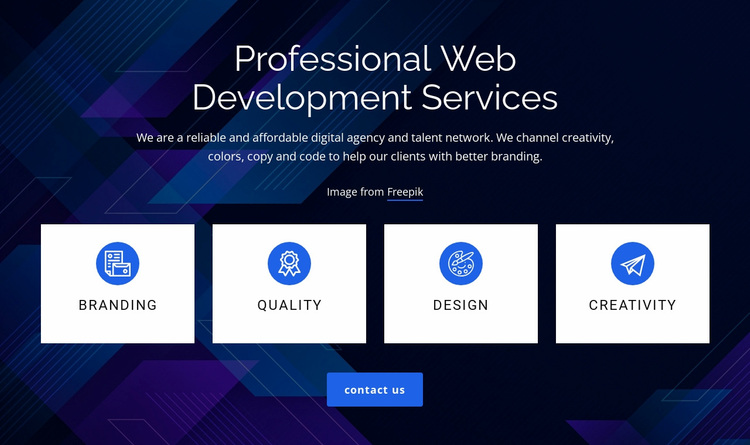 Professional Web
Development Services
We are a reliable and affordable digital agency and talent network. We channel creativity,
colors, copy and code to help our clients with better branding.
Image from Freepik
BRANDING
QUALITY
DESIGN
CREATIVITY
contact us